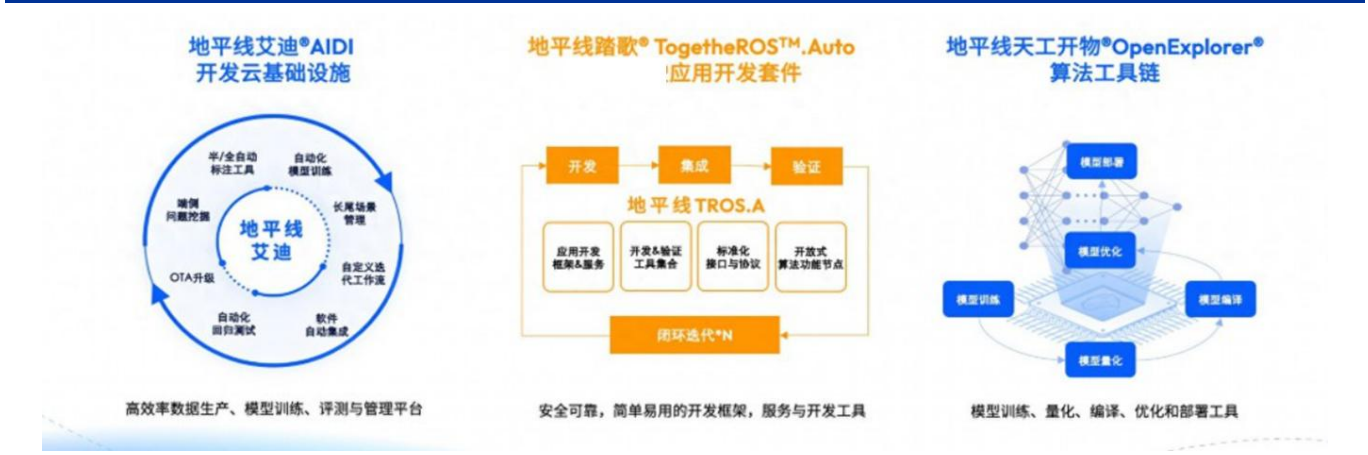 地平线艾迪®AIDI
开发云基础设施
半/全自动
标注工具
自动化
模型训练
端侧
问题挖掘
长尾场景
管理
地平线
艾迪
OTA升级
自定义迭
代工作流
自动化
回归测试
软件
自动集成
高效率数据生产、模型训练、评测与管理平台
地平线踏歌® TogetheROS™.Auto
应用开发套件
开发
集成
验证
地平线TROS.A
应用开发
框架&服务
开发&验证
工具集合
标准化
接口与协议
开放式
算法功能节点
闭环迭代*N
安全可靠，简单易用的开发框架，服务与开发工具
地平线天工开物®OpenExplorer®
算法工具链
模型部署
模型优化
模型训练
模型编译
模型量化
模型训练、量化、编译、优化和部署工具